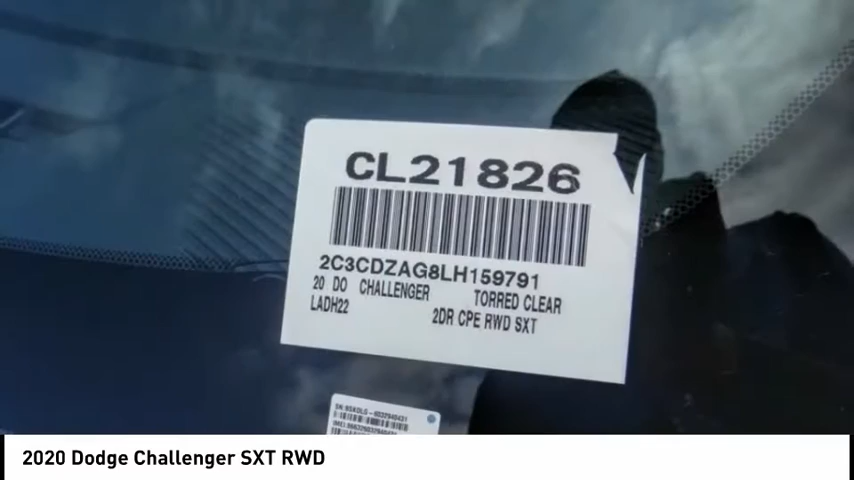 CL21826
2C3CDZAG8LH159791
20 DO CHALLENGER TORRED CLEAR
LADH22 2DR CPE RWD SXT
2020 Dodge Challenger SXT RWD